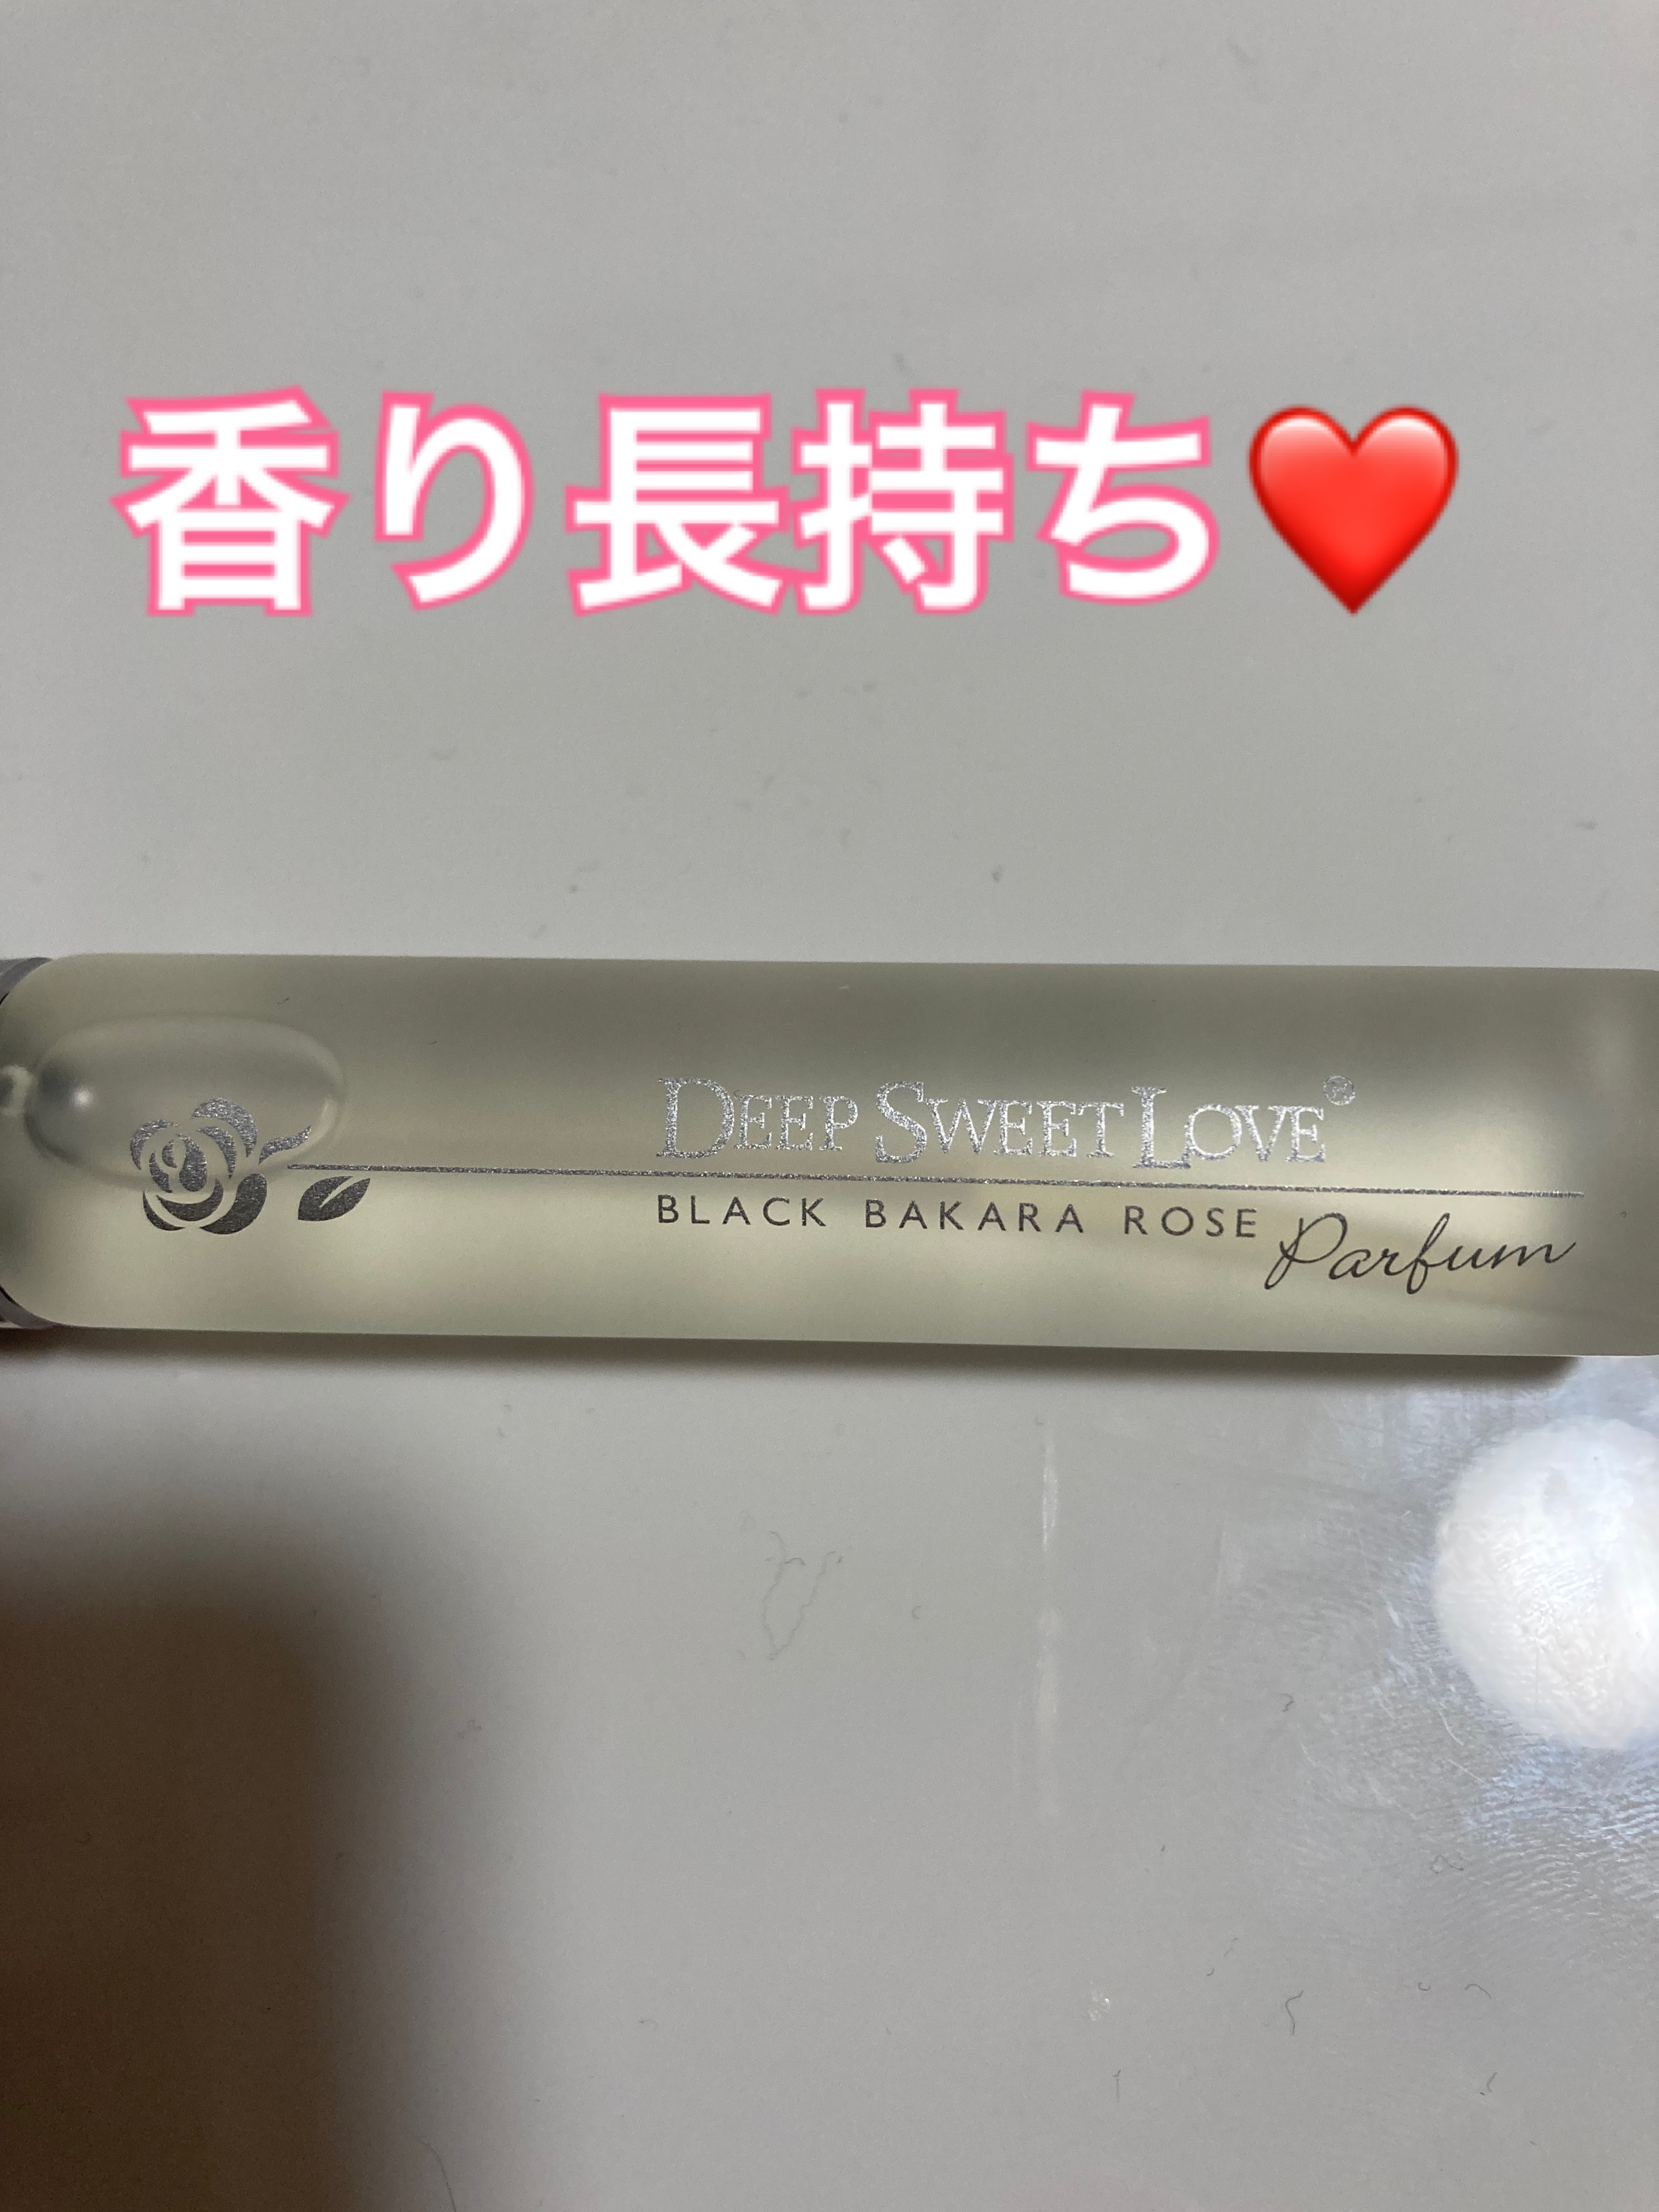 香り長持ち❤️
DEEP SWEET LOVE®
BLACK BAKARA ROSE
Parfum